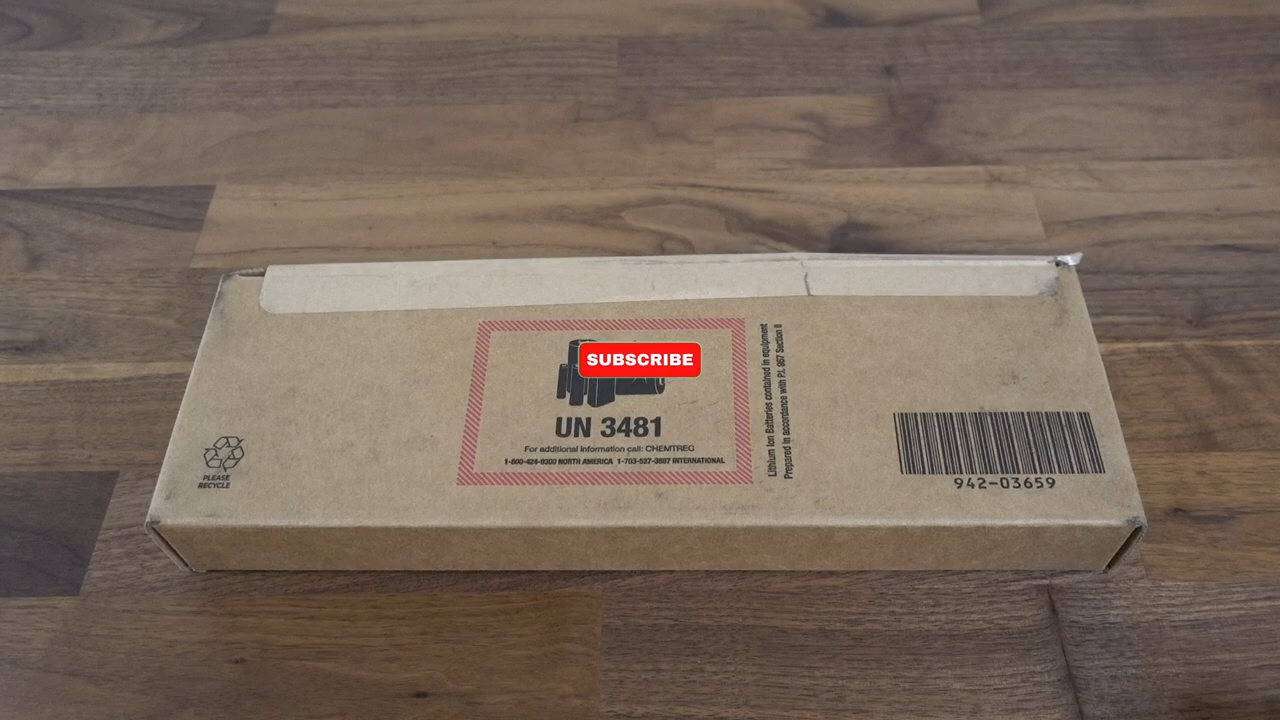 SUBSCRIBE
UN 3481
For additional information call: CHEMTREC
1-800-424-9300 NORTH AMERICA 1-703-527-3887 INTERNATIONAL
Lithium Ion Batteries contained in equipment
Prepared in accordance with P.I. 967 Section II
PLEASE
RECYCLE
942-03659